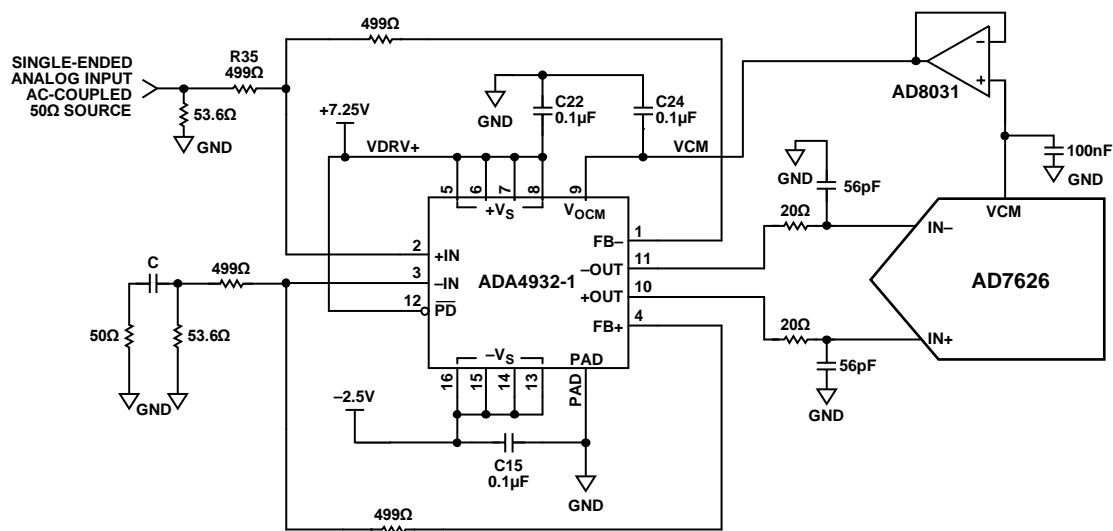 499Ω
SINGLE-ENDED
ANALOG INPUT
AC-COUPLED
50Ω SOURCE
R35
499Ω
53.6Ω
GND
+7.25V
VDRV+
GND
C22
0.1µF
C24
0.1µF
VCM
AD8031
−
+
100nF
GND
GND
56pF
20Ω
VCM
IN−
AD7626
IN+
20Ω
56pF
GND
5
6
7
8
9
+VS
VOCM
2
+IN
3
−IN
12
PD
ADA4932-1
FB−
1
−OUT
11
+OUT
10
FB+
4
−VS
PAD
16
15
14
13
PAD
C
499Ω
50Ω
53.6Ω
GND
−2.5V
C15
0.1µF
GND
499Ω